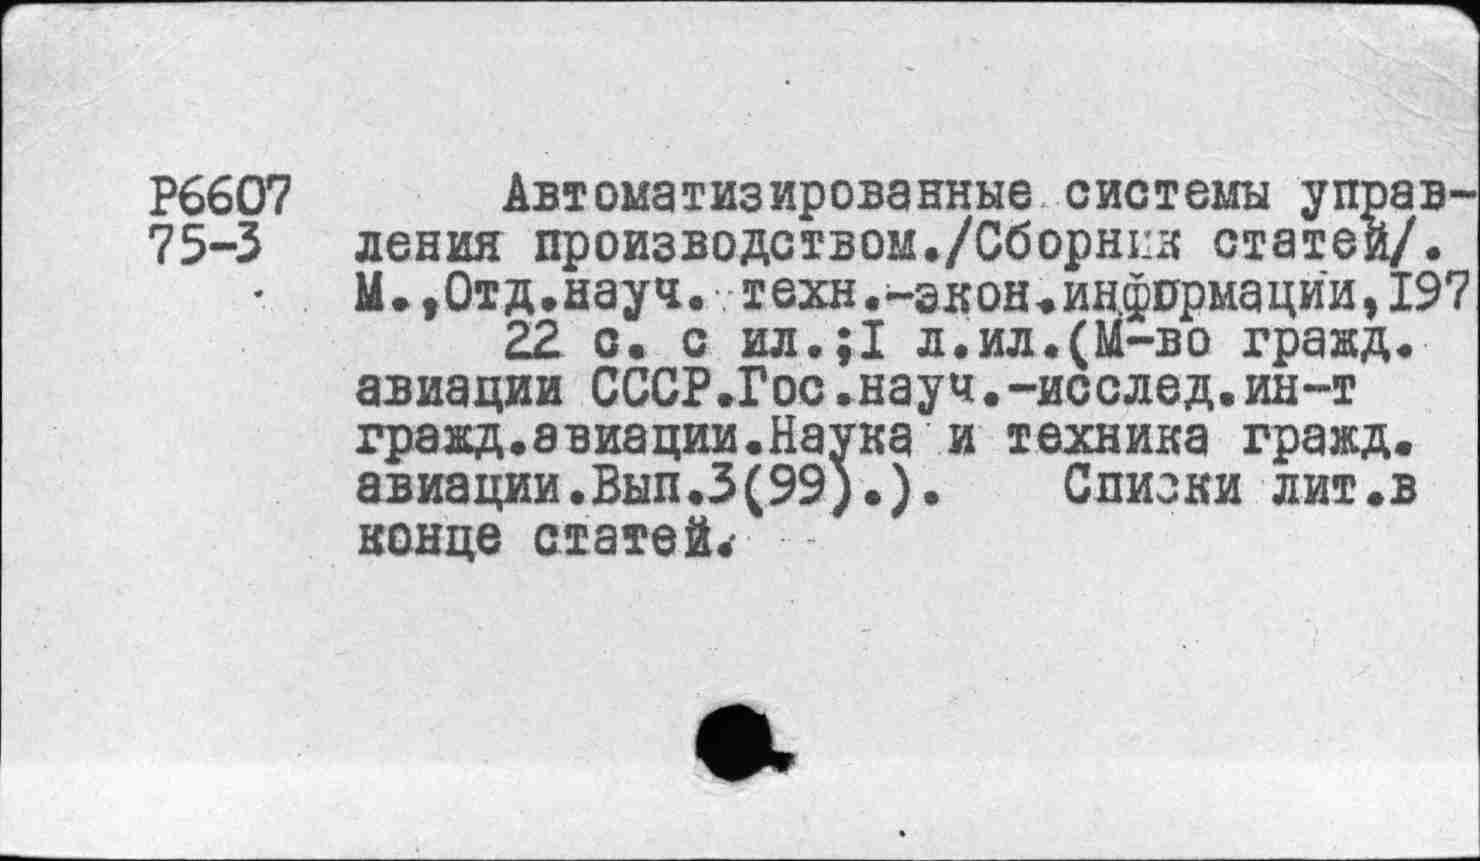 Р6607 Автоматизированные системы управ-
75-3 ления производством./Сборник статей/.
М.,Отд.науч. техн.-экон.информации,197
22 с. с ил.;I л.ил.(М-во гражд.
авиации СССР.Гос.науч.-исслед.ин-т
гражд.авиации.Наука и техника гражд.
авиации.Вып.3(99).). Списки лит.в
конце статей.